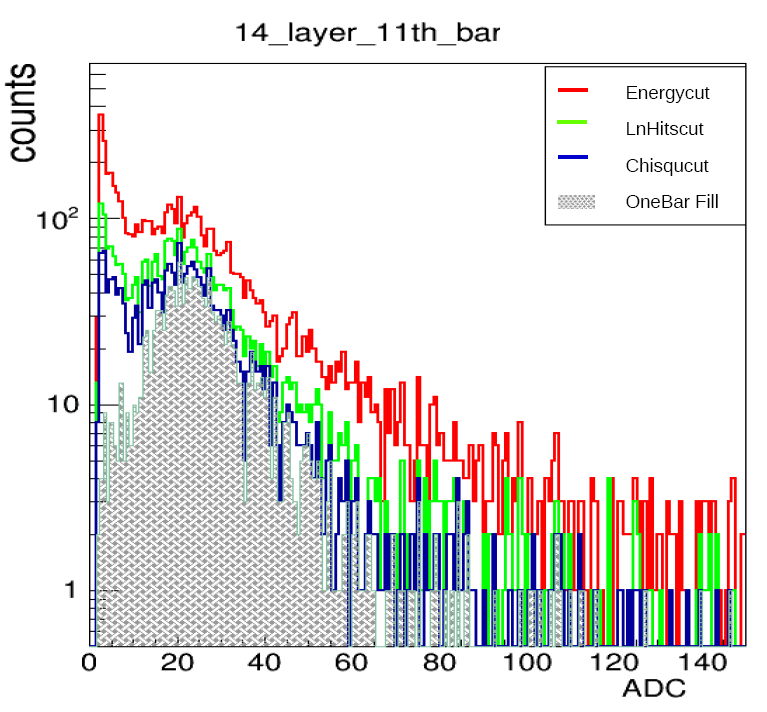 14_layer_11th_bar
counts
Energycut
LnHitscut
Chisqucut
OneBar Fill
10²
10
1
0 20 40 60 80 100 120 140
ADC